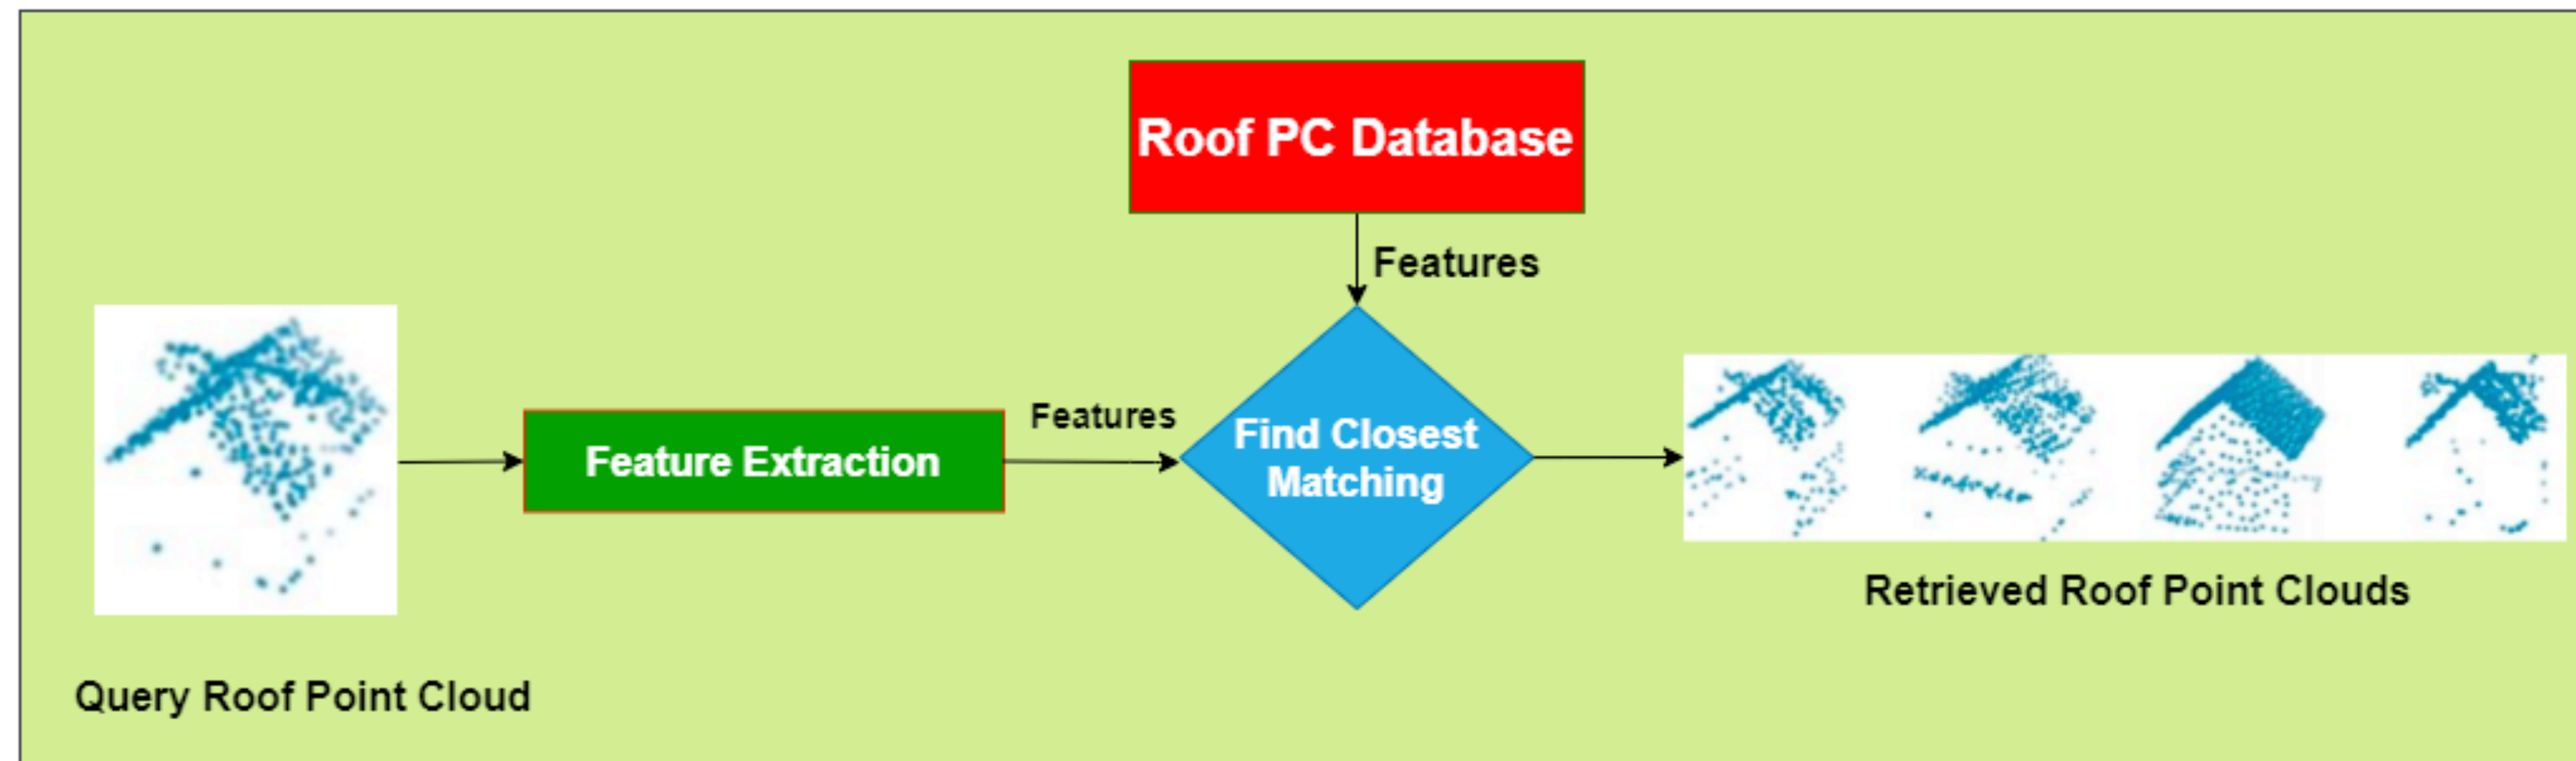 Roof PC Database
Features
Features
Feature Extraction
Find Closest
Matching
Retrieved Roof Point Clouds
Query Roof Point Cloud